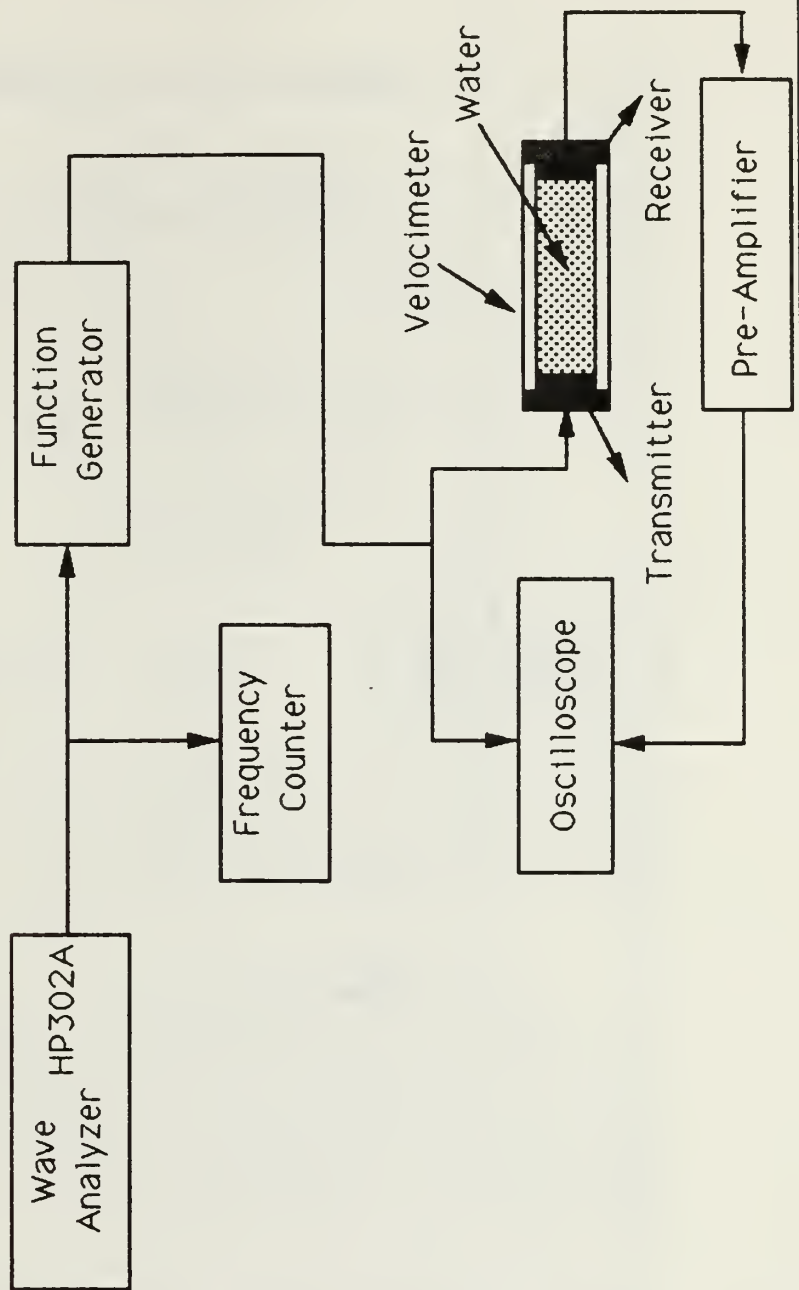 Wave
HP302A
Analyzer
Frequency
Counter
Function
Generator
Oscilloscope
Velocimeter
Water
Transmitter
Receiver
Pre-Amplifier